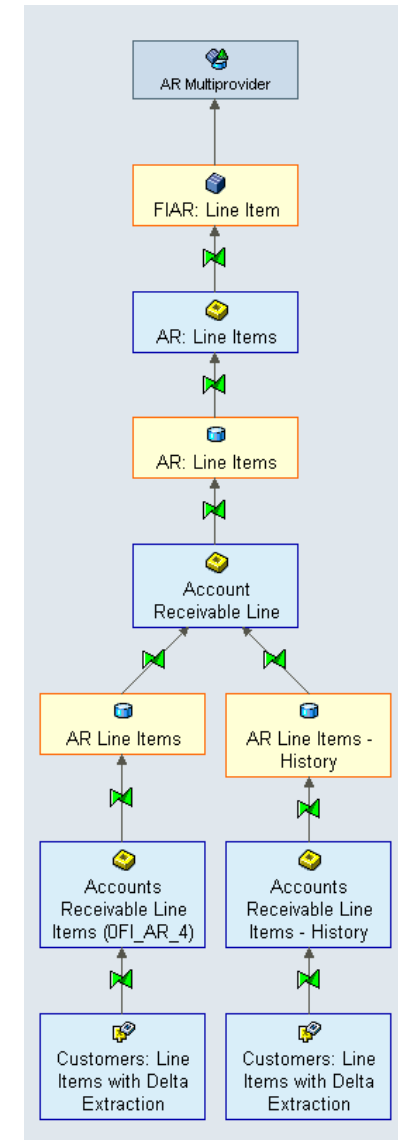 AR Multiprovider
FIAR: Line Item
AR: Line Items
AR: Line Items
Account
Receivable Line
AR Line Items
AR Line Items -
History
Accounts
Receivable Line
Items (0FI_AR_4)
Accounts
Receivable Line
Items - History
Customers: Line
Items with Delta
Extraction
Customers: Line
Items with Delta
Extraction